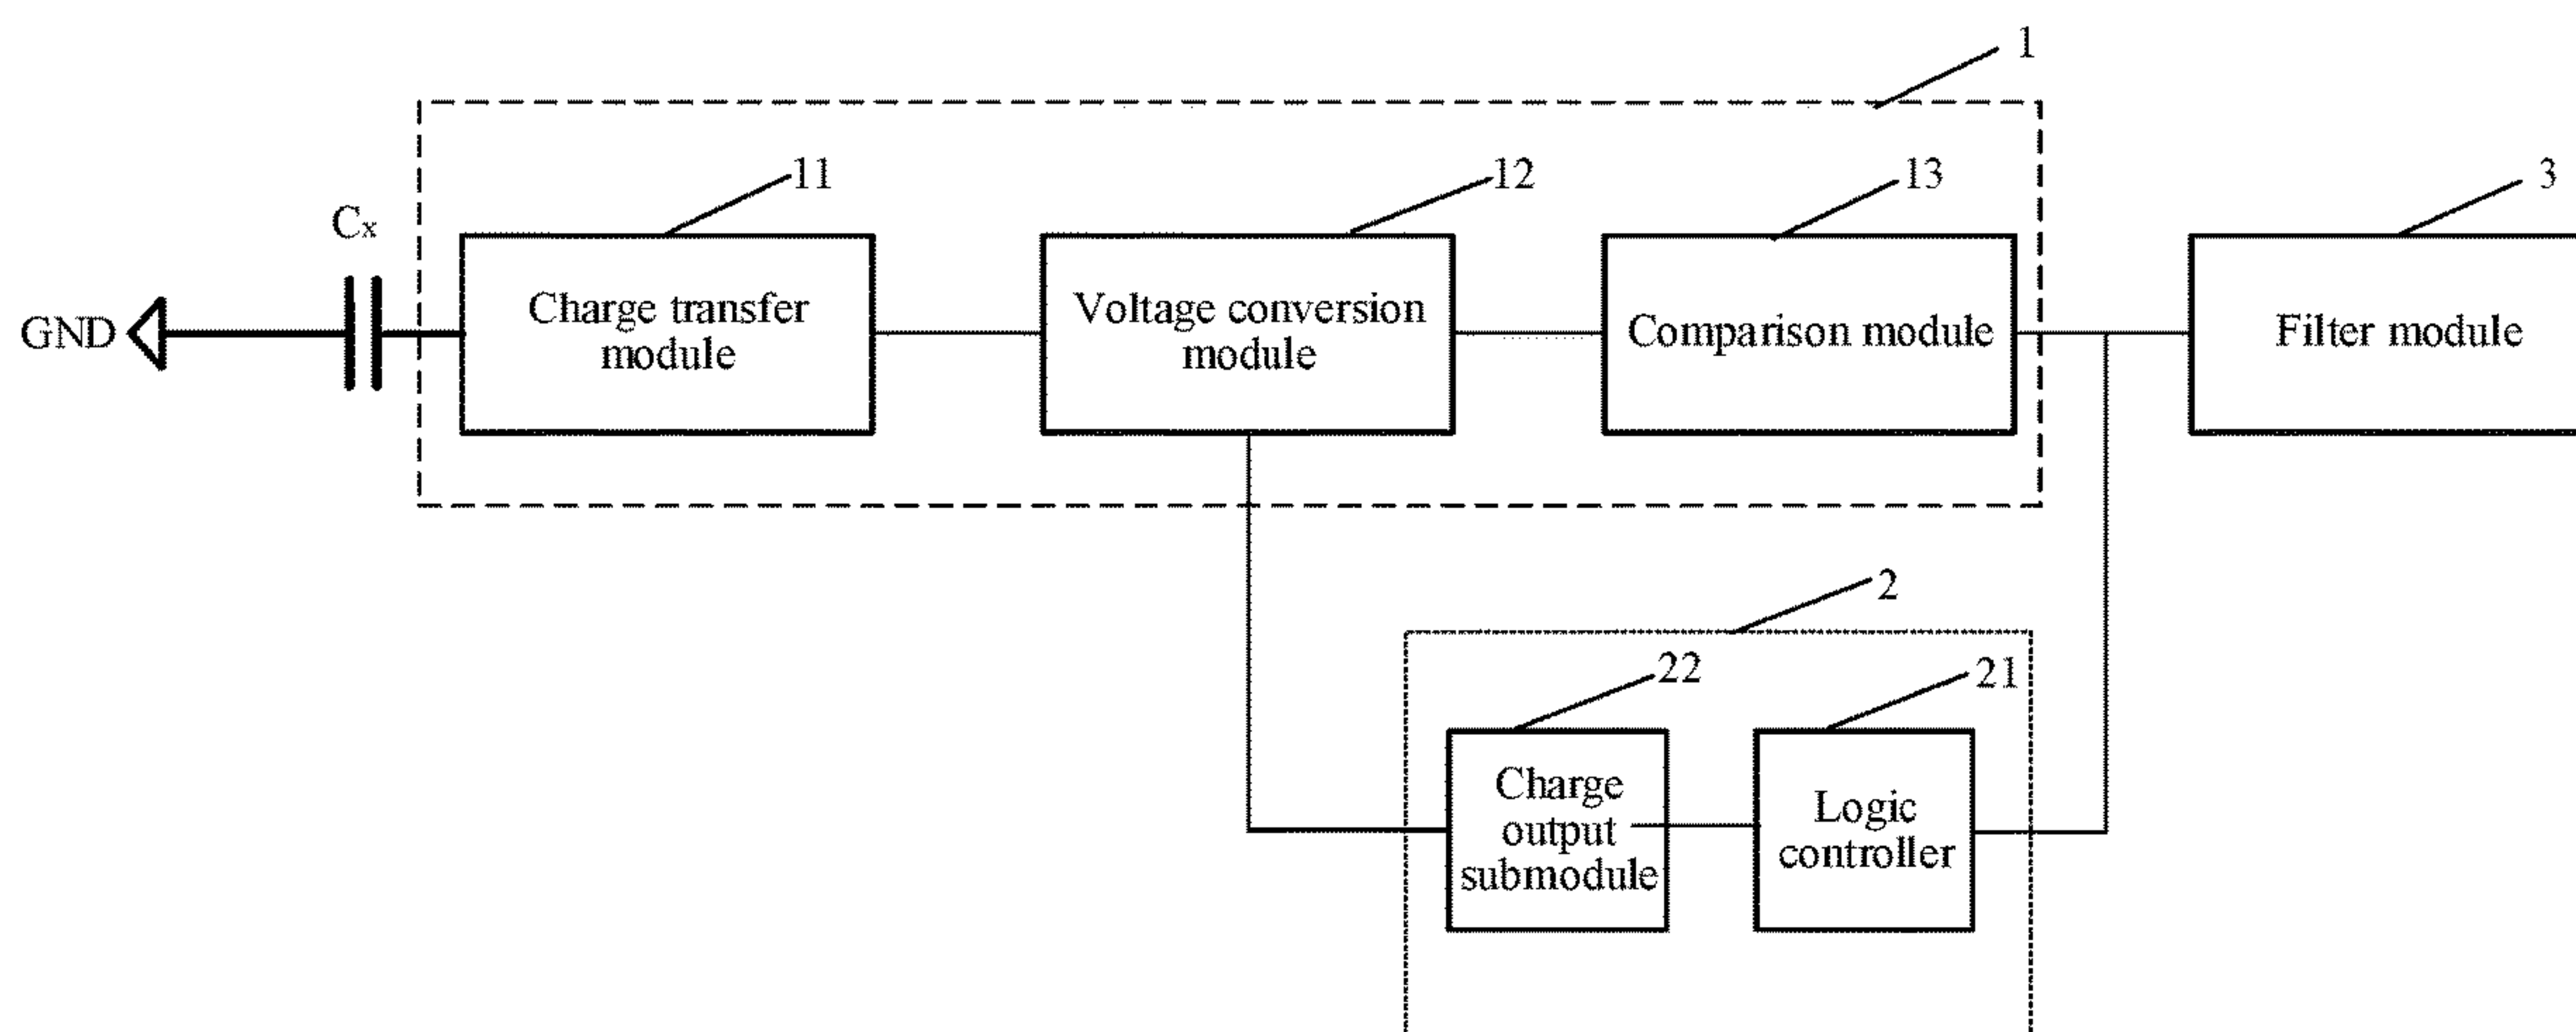 1
11
12
13
3
Cx
GND
Charge transfer
module
Voltage conversion
module
Comparison module
Filter module
2
22
21
Charge
output
submodule
Logic
controller